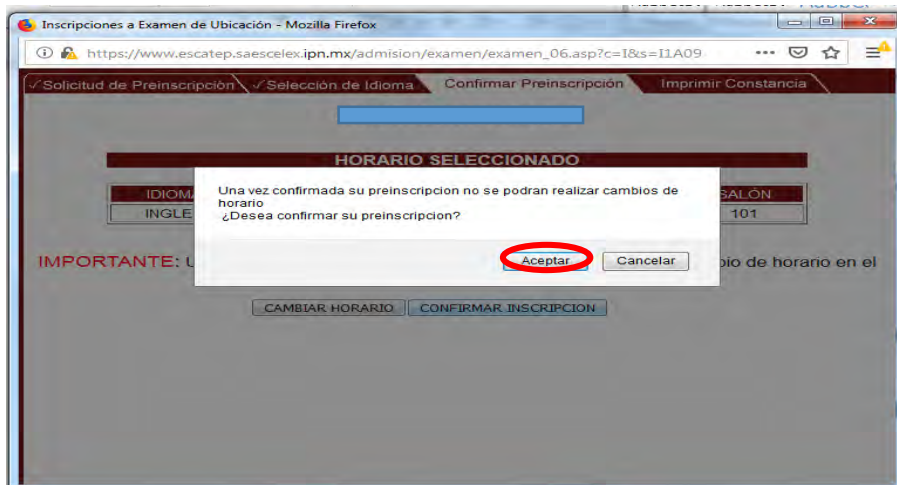 Inscripciones a Examen de Ubicación - Mozilla Firefox
https://www.escatep.saescelex.ipn.mx/admision/examen/examen_06.asp?c=I&s=I1A09
Solicitud de Preinscripción Selección de Idioma Confirmar Preinscripción Imprimir Constancia
HORARIO SELECCIONADO
IDIOMA SALÓN
INGLE 101
Una vez confirmada su preinscripcion no se podran realizar cambios de
horario
¿Desea confirmar su preinscripcion?
Aceptar Cancelar
IMPORTANTE: U bio de horario en el
CAMBIAR HORARIO CONFIRMAR INSCRIPCION